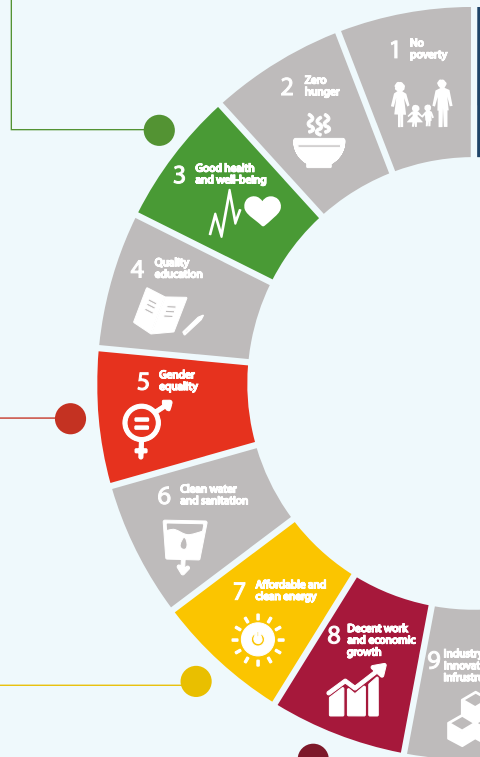 1 No
poverty
2 Zero
hunger
3 Good health
and well-being
4 Quality
education
5 Gender
equality
6 Clean water
and sanitation
7 Affordable and
clean energy
8 Decent work
and economic
growth
9